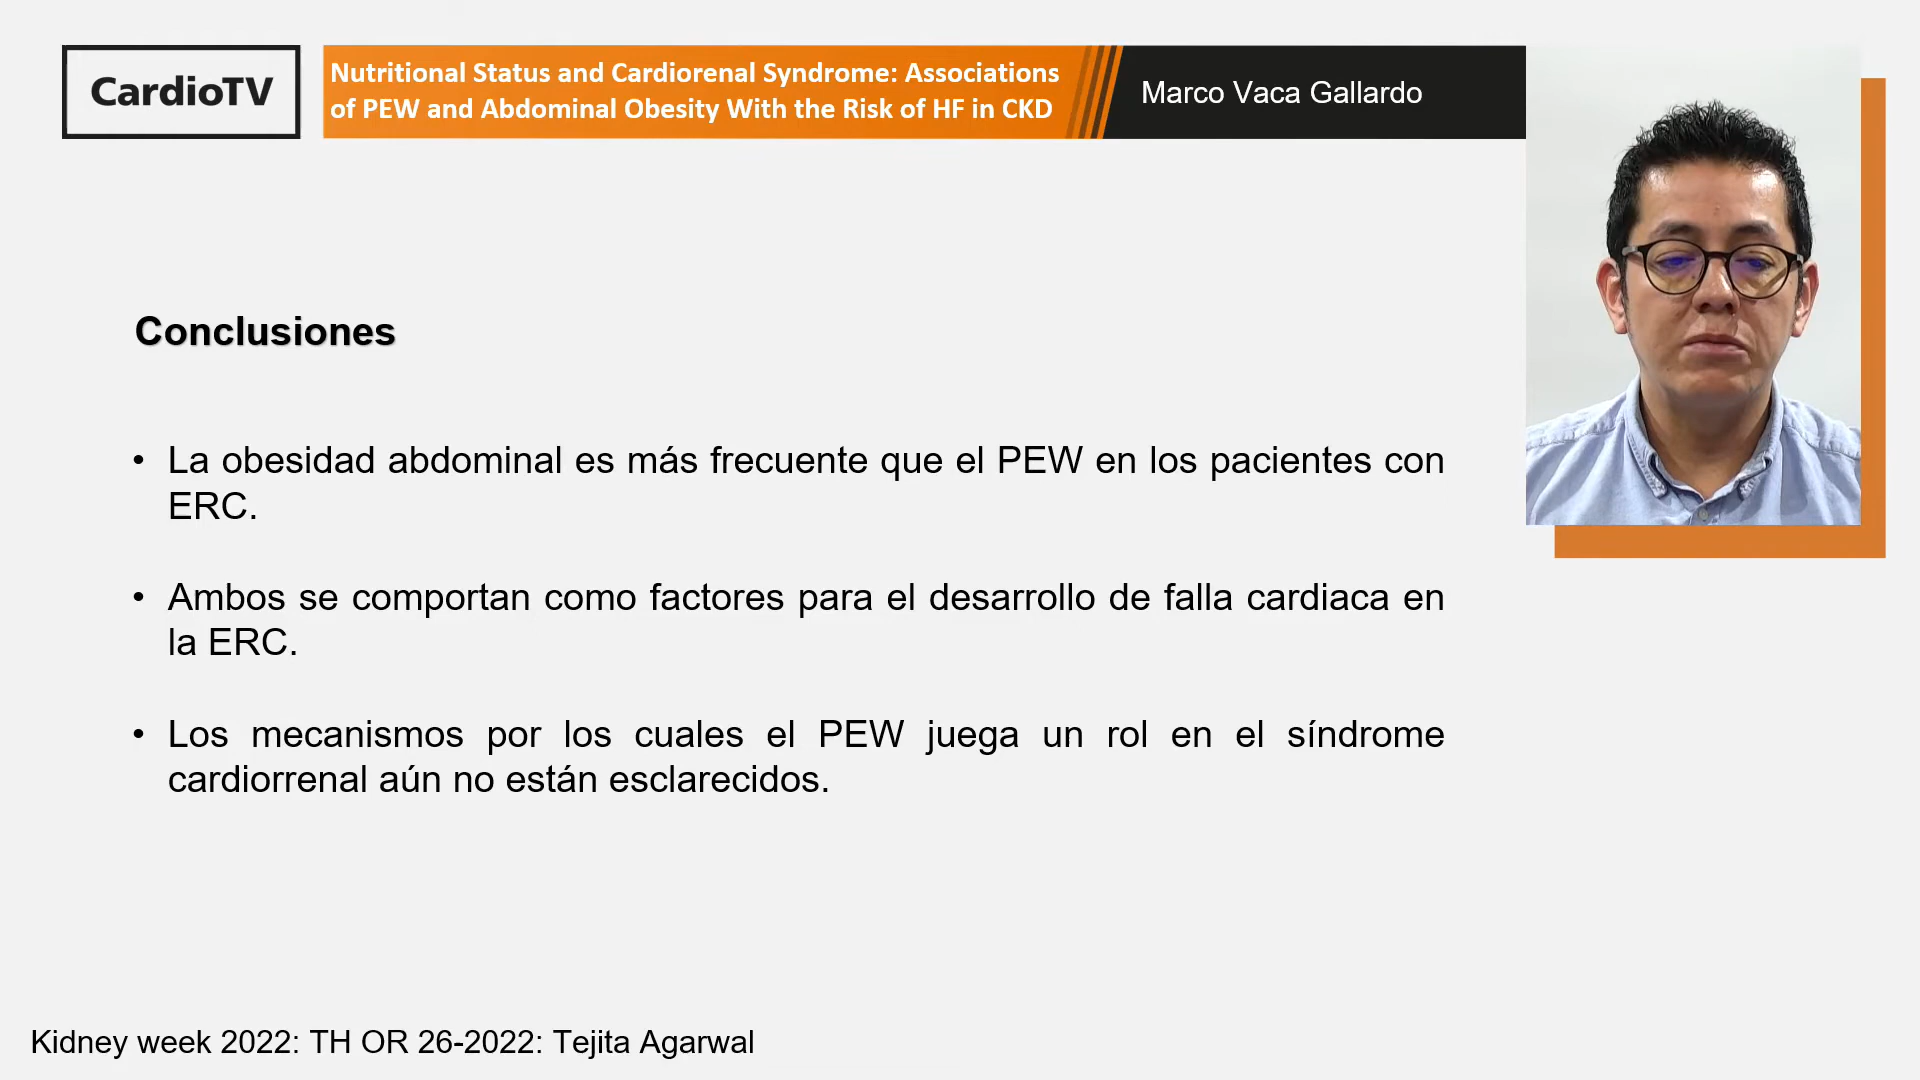 CardioTV
Nutritional Status and Cardiorenal Syndrome: Associations
of PEW and Abdominal Obesity With the Risk of HF in CKD
Marco Vaca Gallardo
Conclusiones
• La obesidad abdominal es más frecuente que el PEW en los pacientes con
ERC.
• Ambos se comportan como factores para el desarrollo de falla cardiaca en
la ERC.
• Los mecanismos por los cuales el PEW juega un rol en el síndrome
cardiorrenal aún no están esclarecidos.
Kidney week 2022: TH OR 26-2022: Tejita Agarwal